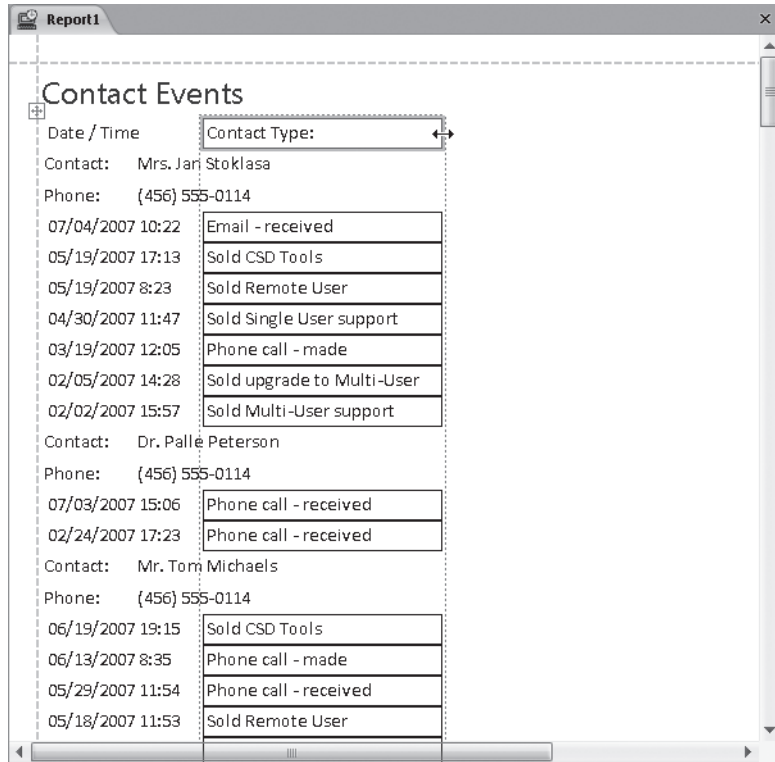 Report1
Contact Events
Date / Time Contact Type:
Contact: Mrs. Jan Stoklasa
Phone: (456) 555-0114
07/04/2007 10:22 Email - received
05/19/2007 17:13 Sold CSD Tools
05/19/2007 8:23 Sold Remote User
04/30/2007 11:47 Sold Single User support
03/19/2007 12:05 Phone call - made
02/05/2007 14:28 Sold upgrade to Multi-User
02/02/2007 15:57 Sold Multi-User support
Contact: Dr. Palle Peterson
Phone: (456) 555-0114
07/03/2007 15:06 Phone call - received
02/24/2007 17:23 Phone call - received
Contact: Mr. Tom Michaels
Phone: (456) 555-0114
06/19/2007 19:15 Sold CSD Tools
06/13/2007 8:35 Phone call - made
05/29/2007 11:54 Phone call - received
05/18/2007 11:53 Sold Remote User